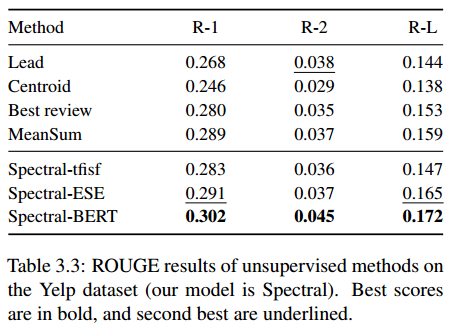 Method R-1 R-2 R-L
Lead 0.268 0.038 0.144
Centroid 0.246 0.029 0.138
Best review 0.280 0.035 0.153
MeanSum 0.289 0.037 0.159
Spectral-tfisf 0.283 0.036 0.147
Spectral-ESE 0.291 0.037 0.165
Spectral-BERT 0.302 0.045 0.172
Table 3.3: ROUGE results of unsupervised methods on
the Yelp dataset (our model is Spectral). Best scores
are in bold, and second best are underlined.